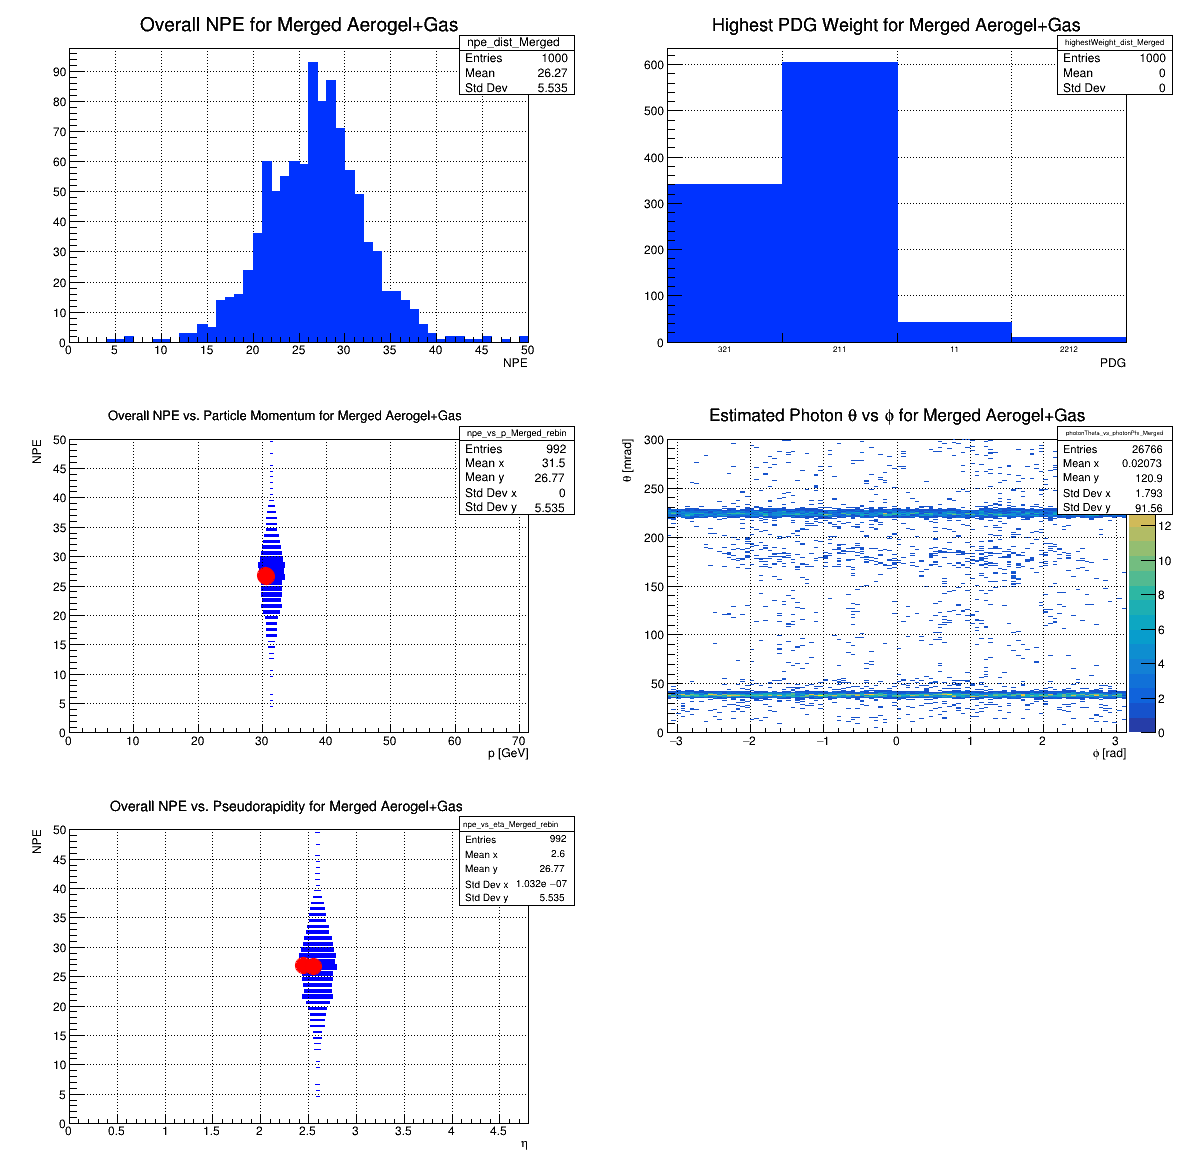 Overall NPE for Merged Aerogel+Gas
npe_dist_Merged
Entries 1000
Mean 26.27
Std Dev 5.535
90
80
70
60
50
40
30
20
10
0
0 5 10 15 20 25 30 35 40 45 50
NPE
Highest PDG Weight for Merged Aerogel+Gas
highestWeight_dist_Merged
Entries 1000
Mean 0
Std Dev 0
600
500
400
300
200
100
0
321 211 11 2212
PDG
Overall NPE vs. Particle Momentum for Merged Aerogel+Gas
npe_vs_p_Merged_rebin
Entries 992
Mean x 31.5
Mean y 26.77
Std Dev x 0
Std Dev y 5.535
NPE
50
45
40
35
30
25
20
15
10
5
0
0 10 20 30 40 50 60 70
p [GeV]
Estimated Photon θ vs ϕ for Merged Aerogel+Gas
photonTheta_vs_photonPhi_Merged
Entries 26766
Mean x 0.02073
Mean y 120.9
Std Dev x 1.793
Std Dev y 91.56
θ [mrad]
300
250
200
150
100
50
0
−3 −2 −1 0 1 2 3
ϕ [rad]
12
10
8
6
4
2
0
Overall NPE vs. Pseudorapidity for Merged Aerogel+Gas
npe_vs_eta_Merged_rebin
Entries 992
Mean x 2.6
Mean y 26.77
Std Dev x 1.032e −07
Std Dev y 5.535
NPE
50
45
40
35
30
25
20
15
10
5
0
0 0.5 1 1.5 2 2.5 3 3.5 4 4.5
η